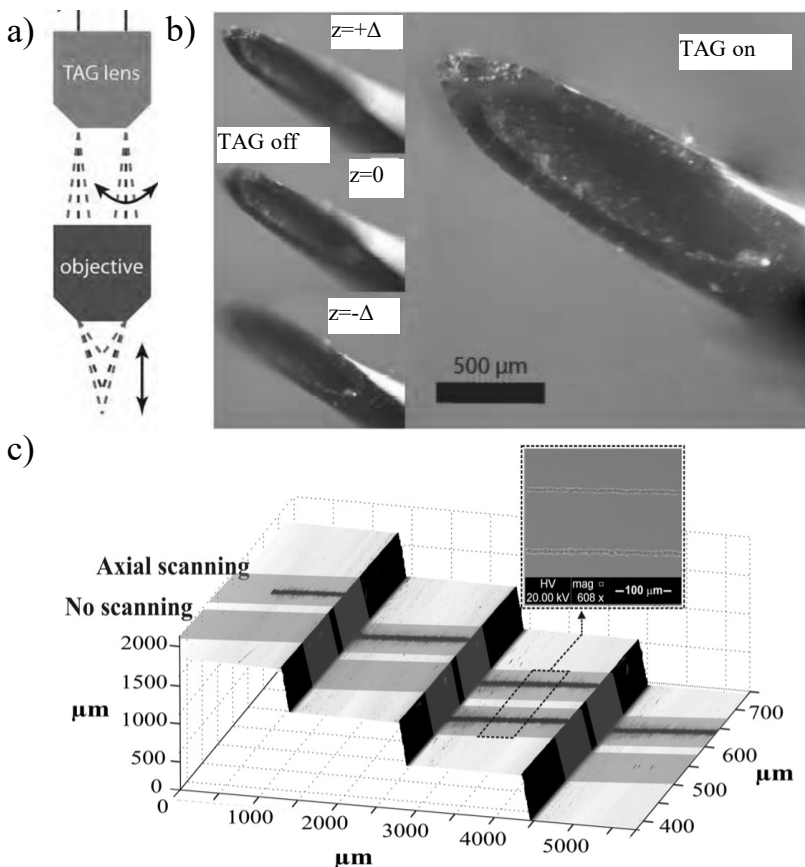 a)
TAG lens
objective
b)
z=+Δ
TAG off
z=0
z=-Δ
TAG on
500 μm
c)
Axial scanning
No scanning
HV
20.00 kV
mag □
608 x
—100 μm—
2000
1500
1000
500
0
μm
0
1000
2000
3000
4000
5000
μm
400
500
600
700
μm